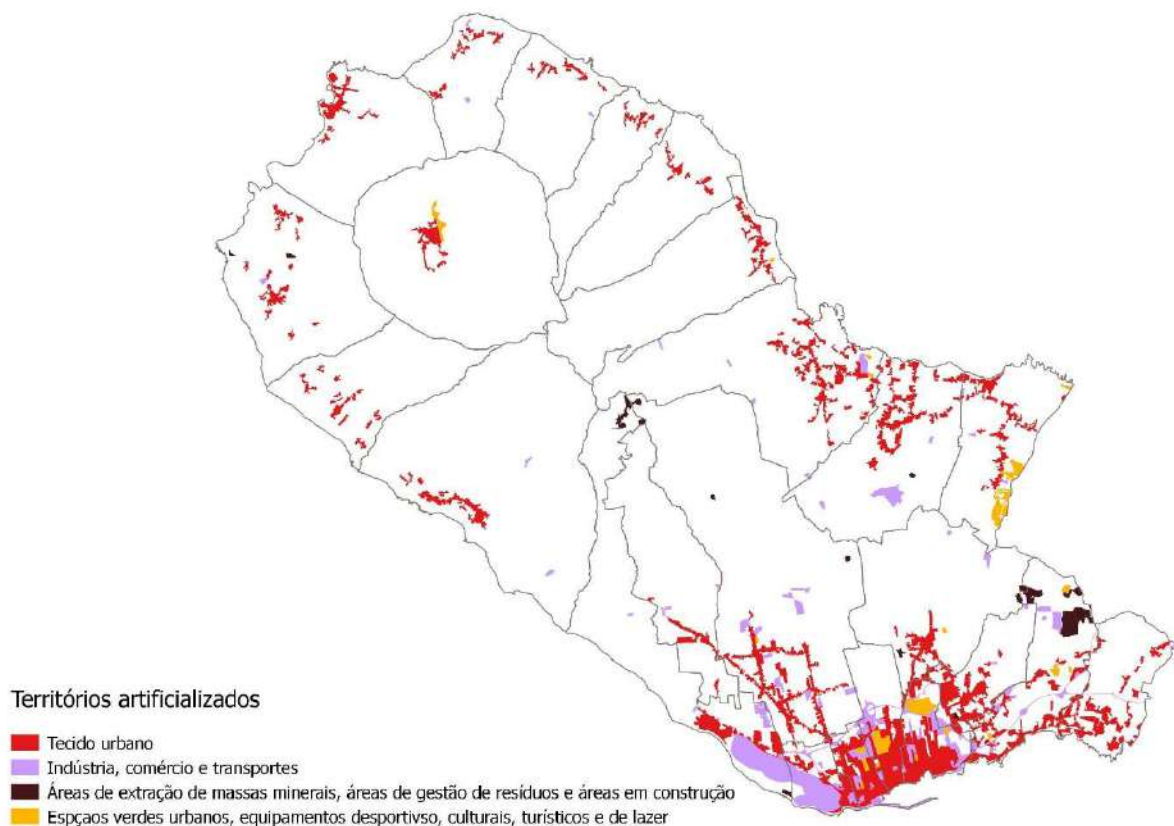 Territórios artificializados
Tecido urbano
Indústria, comércio e transportes
Áreas de extração de massas minerais, áreas de gestão de resíduos e áreas em construção
Espçaos verdes urbanos, equipamentos desportivso, culturais, turísticos e de lazer